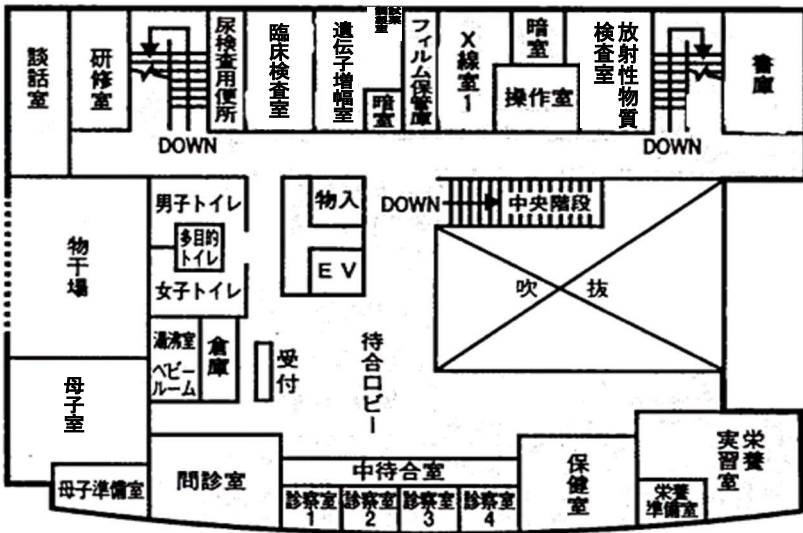 談話室
研修室
DOWN
尿検査用便所
臨床検査室
遺伝子増幅室
暗室
フィルム保管庫
X線室1
暗室
操作室
放射性物質
検査室
DOWN
書庫
物干場
男子トイレ
多目的
トイレ
女子トイレ
物入
EV
DOWN
中央階段
吹抜
湯沸室
ベビー
ルーム
倉庫
受付
待合ロビー
母子室
母子準備室
問診室
中待合室
診察室
1
診察室
2
診察室
3
診察室
4
保健室
栄養
実習室
栄養
準備室